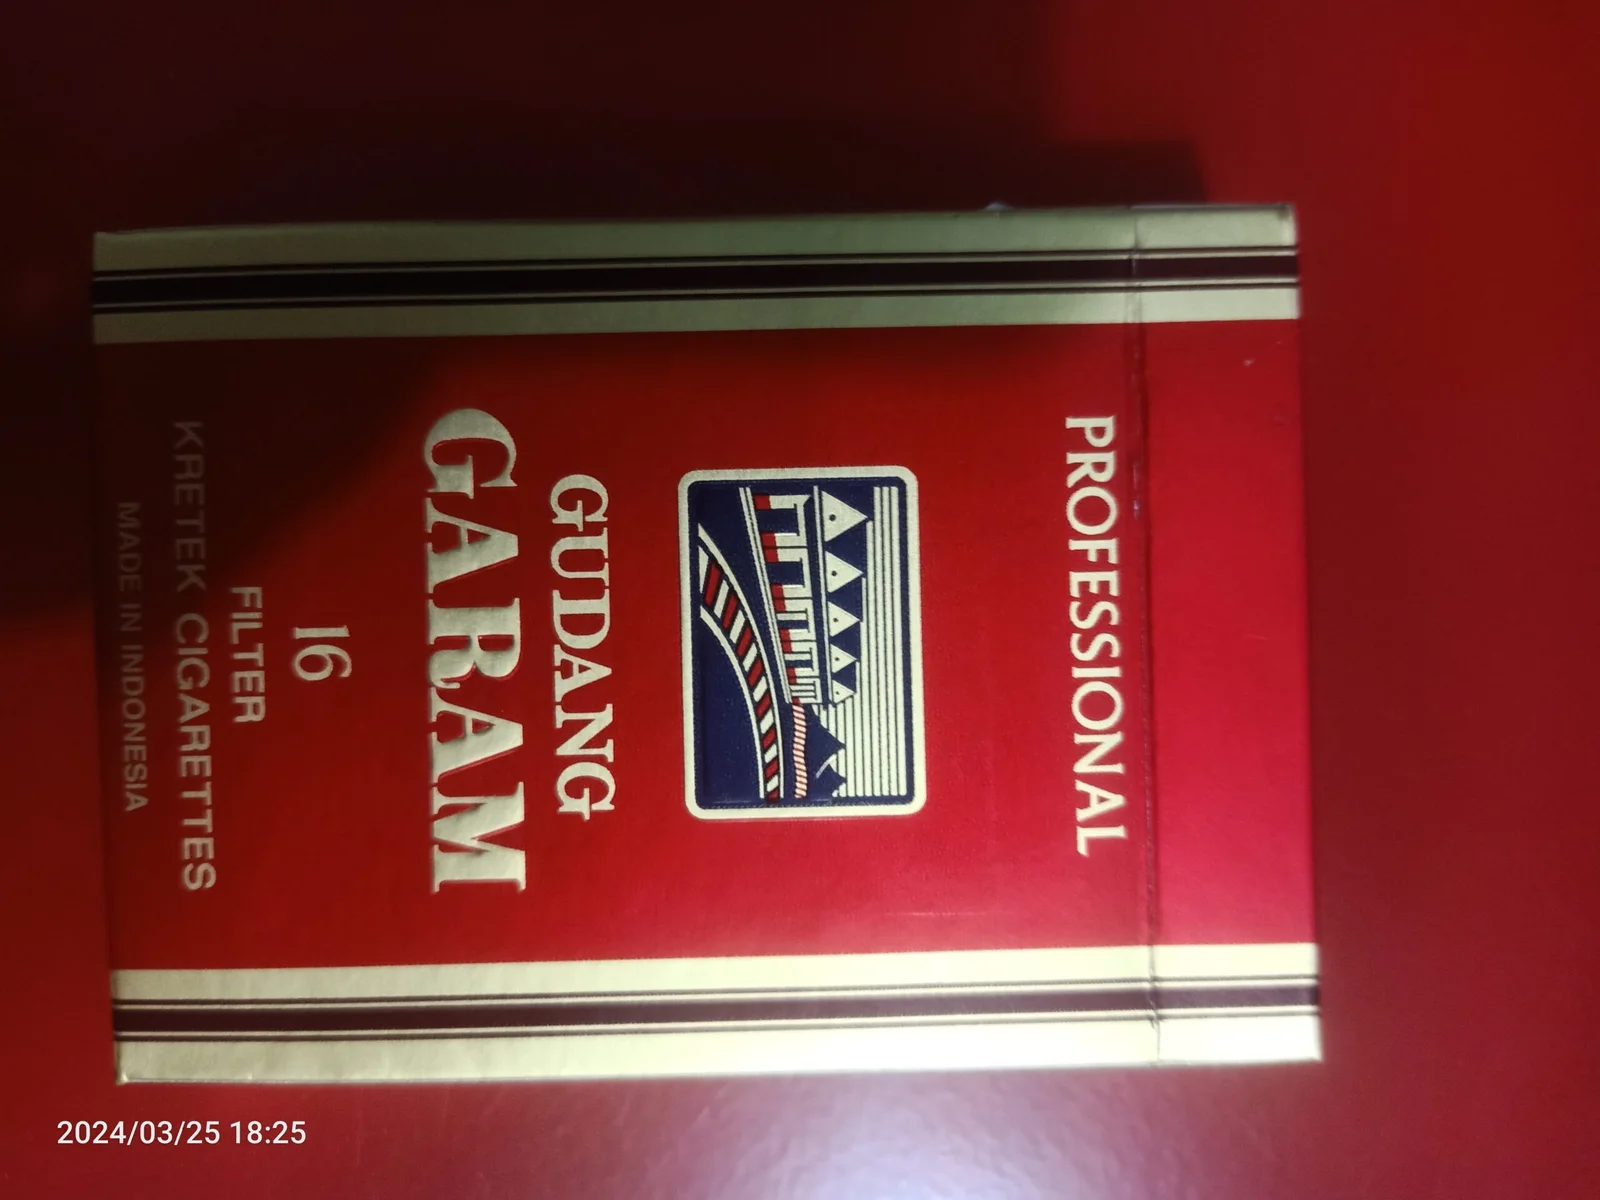 PROFESSIONAL
GUDANG
GARAM
16
FILTER
KRETEK CIGARETTES
MADE IN INDONESIA
2024/03/25 18:25